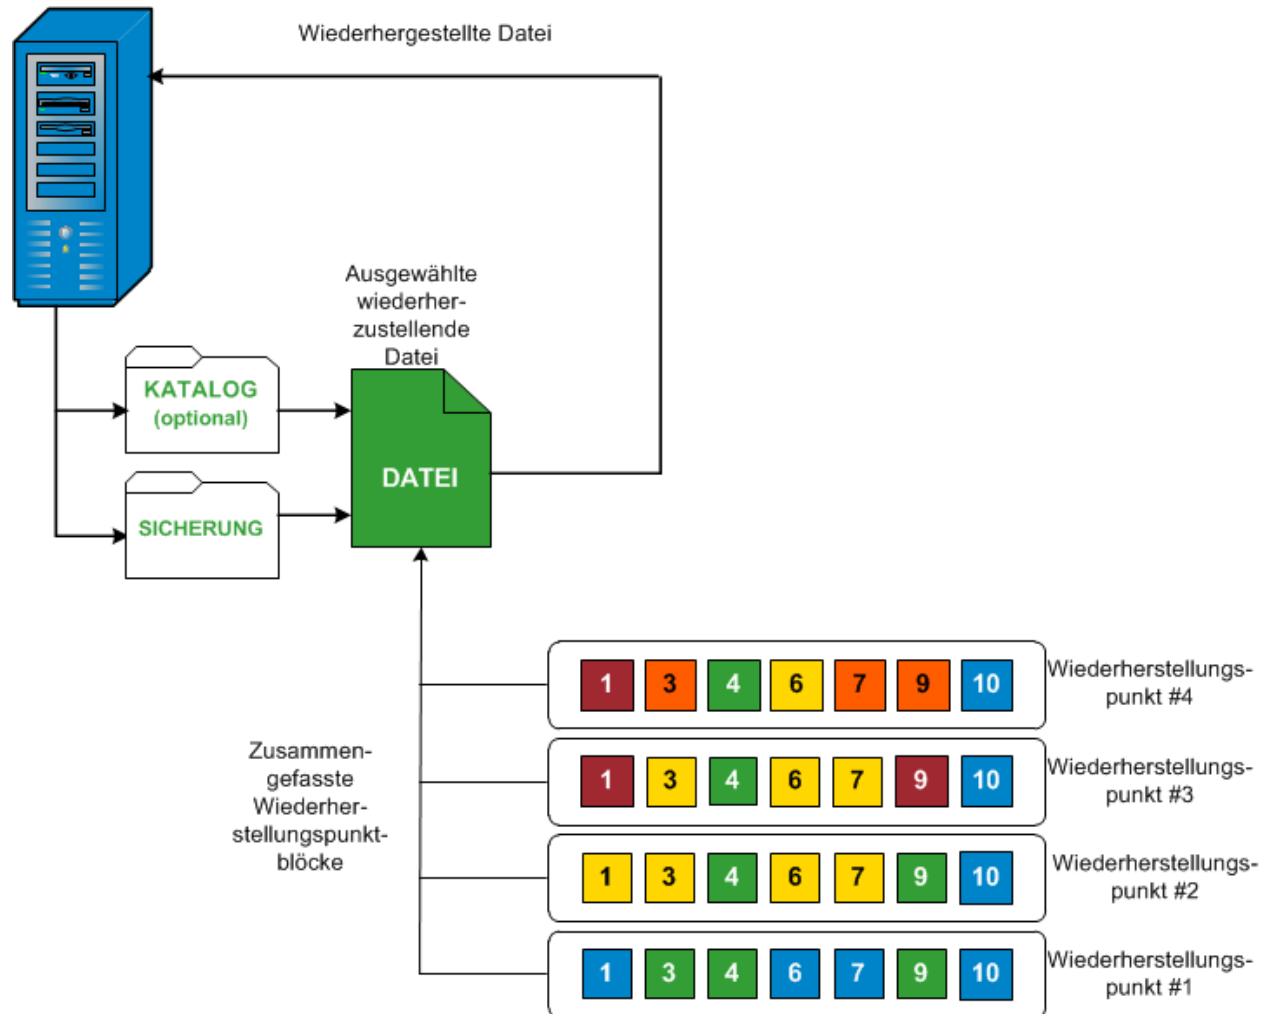 Wiederhergestellte Datei
Ausgewählte
wiederher-
zustellende
Datei
KATALOG
(optional)
DATEI
SICHERUNG
1 3 4 6 7 9 10
Wiederherstellungs-
punkt #4
Zusammen-
gefasste
Wiederher-
stellungspunkt-
blöcke
1 3 4 6 7 9 10
Wiederherstellungs-
punkt #3
1 3 4 6 7 9 10
Wiederherstellungs-
punkt #2
1 3 4 6 7 9 10
Wiederherstellungs-
punkt #1